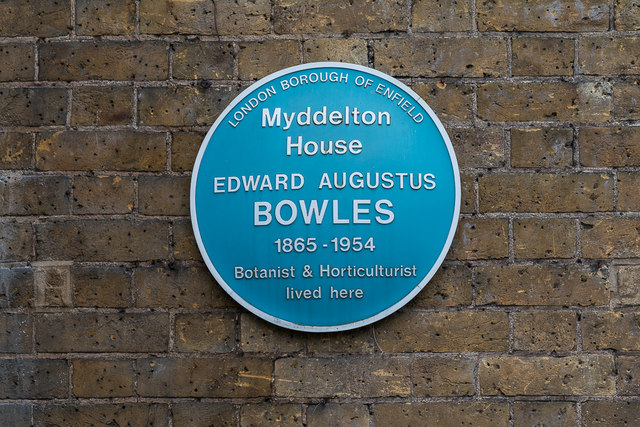 LONDON BOROUGH OF ENFIELD
Myddelton
House
EDWARD AUGUSTUS
BOWLES
1865 - 1954
Botanist & Horticulturist
lived here